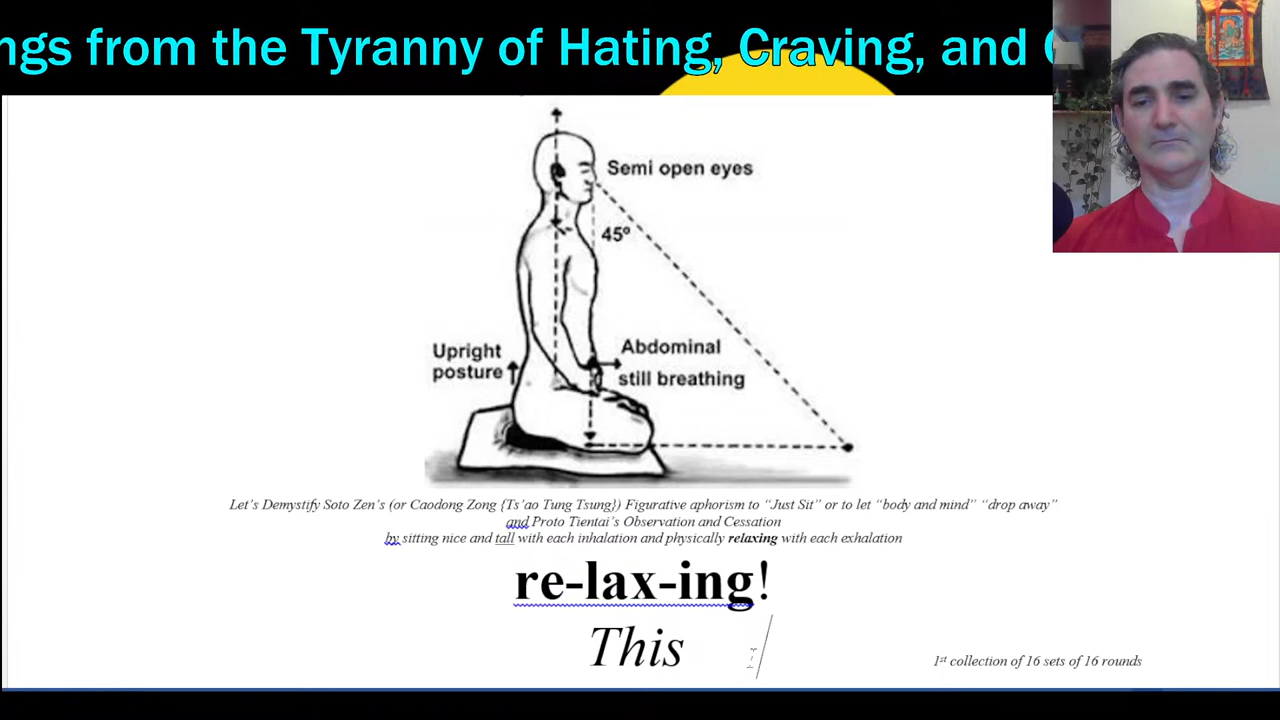 ngs from the Tyranny of Hating, Craving, and
Semi open eyes
45º
Upright
posture
Abdominal
still breathing
Let's Demystify Soto Zen's (or Caodong Zong {Ts'ao Tung Tsung}) Figurative aphorism to “Just Sit” or to let “body and mind” “drop away”
and Proto Tientai's Observation and Cessation
by sitting nice and tall with each inhalation and physically relaxing with each exhalation
re-lax-ing!
This
1st collection of 16 sets of 16 rounds